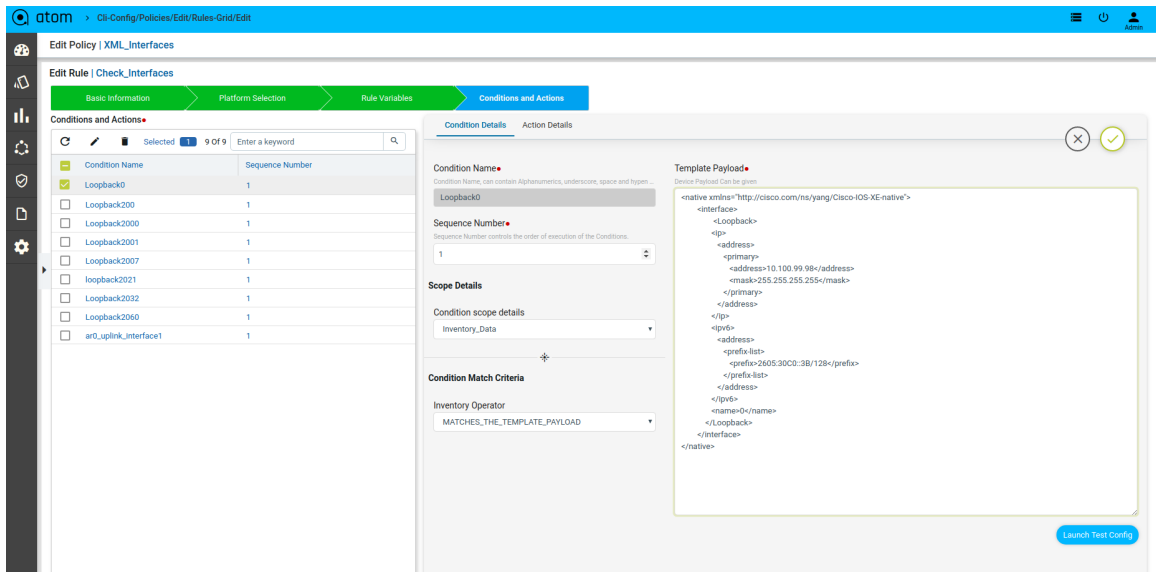 atom > Cli-Config/Policies/Edit/Rules-Grid/Edit
Admin
Edit Policy | XML_Interfaces
Edit Rule | Check_Interfaces
Basic Information
Platform Selection
Rule Variables
Conditions and Actions
Conditions and Actions
Selected 1 9 Of 9 Enter a keyword
Condition Name Sequence Number
Loopback0 1
Loopback200 1
Loopback2000 1
Loopback2001 1
Loopback2007 1
loopback2021 1
Loopback2032 1
Loopback2060 1
ar0_uplink_interface1 1
Condition Details Action Details
Condition Name
Condition Name, can contain Alphanumerics, underscore, space and hypen ...
Loopback0
Sequence Number
Sequence Number controls the order of execution of the Conditions.
1
Scope Details
Condition scope details
Inventory_Data
Condition Match Criteria
Inventory Operator
MATCHES_THE_TEMPLATE_PAYLOAD
Template Payload
Device Payload Can be given
<native xmlns="http://cisco.com/ns/yang/Cisco-IOS-XE-native">
<interface>
<Loopback>
<ip>
<address>
<primary>
<address>10.100.99.98</address>
<mask>255.255.255.255</mask>
</primary>
</address>
</ip>
<ipv6>
<address>
<prefix-list>
<prefix>2605:30C0::3B/128</prefix>
</prefix-list>
</address>
</ipv6>
<name>0</name>
</Loopback>
</interface>
</native>
Launch Test Config